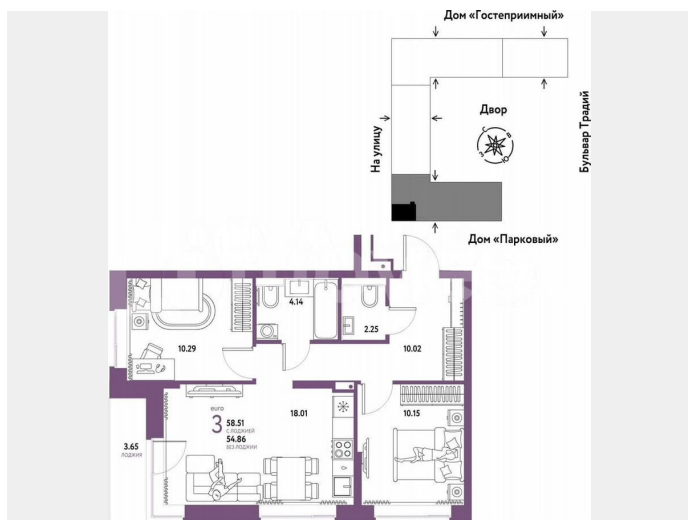 Дом «Гостеприимный»
На улицу
Двор
С
В
З
Ю
Бульвар Традий
Дом «Парковый»
4.14
2.25
10.29
10.02
euro
3
58.51
С ЛОДЖИЕЙ
54.86
БЕЗ ЛОДЖИИ
18.01
10.15
3.65
ЛОДЖИЯ